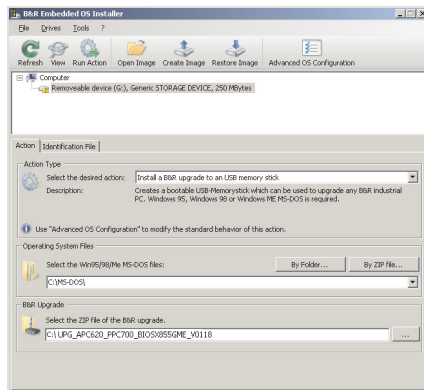 B&R Embedded OS Installer
File Drives Tools ?
Refresh View Run Action Open Image Create Image Restore Image Advanced OS Configuration
Computer
Removeable device (G:), Generic STORAGE DEVICE, 250 MBytes
Action Identification File
Action Type
Select the desired action: Install a B&R upgrade to an USB memory stick
Description: Creates a bootable USB-Memorystick which can be used to upgrade any B&R industrial
PC. Windows 95, Windows 98 or Windows ME MS-DOS is required.
Use "Advanced OS Configuration" to modify the standard behavior of this action.
Operating System Files
Select the Win95/98/Me MS-DOS files: By Folder... By ZIP file...
C:\MS-DOS\
B&R Upgrade
Select the ZIP file of the B&R upgrade.
C:\UPG_APC620_PPC700_BIOSX855GME_V0118 ...